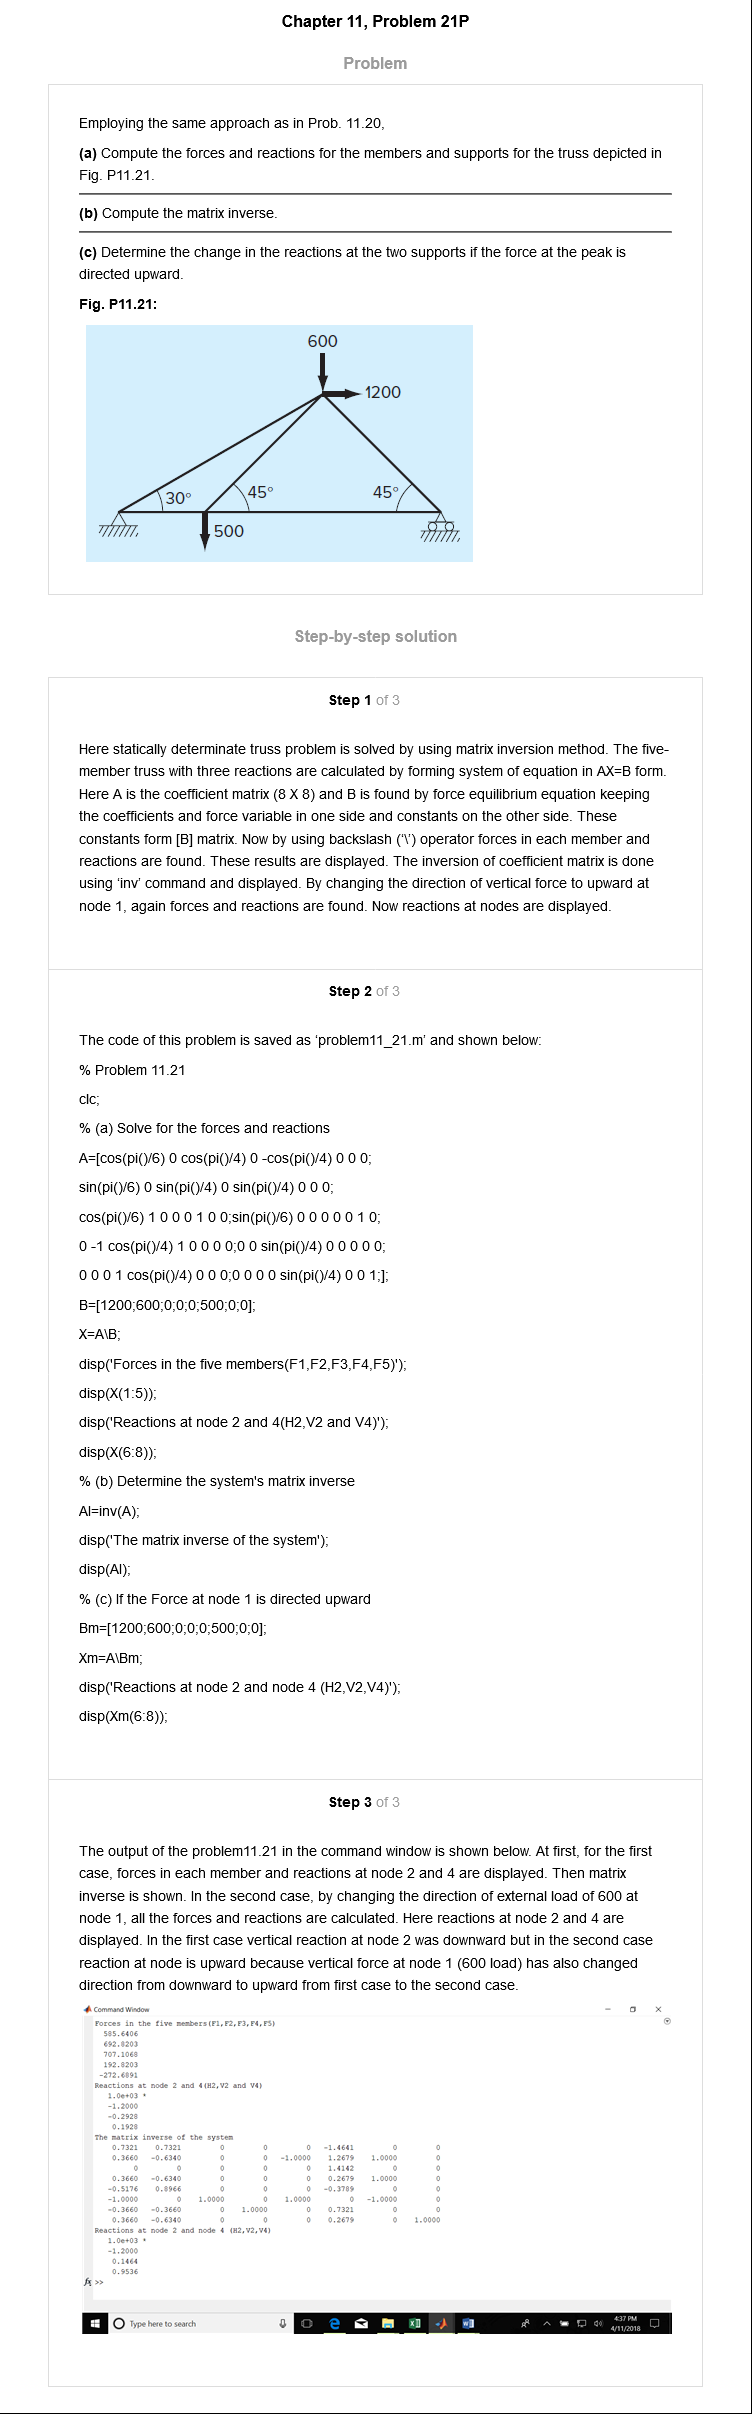 Chapter 11, Problem 21P
Problem
Employing the same approach as in Prob. 11.20,
(a) Compute the forces and reactions for the members and supports for the truss depicted in
Fig. P11.21.
(b) Compute the matrix inverse.
(c) Determine the change in the reactions at the two supports if the force at the peak is
directed upward.
Fig. P11.21:
600
1200
30°
45°
45°
500
Step-by-step solution
Step 1 of 3
Here statically determinate truss problem is solved by using matrix inversion method. The five-
member truss with three reactions are calculated by forming system of equation in AX=B form.
Here A is the coefficient matrix (8 X 8) and B is found by force equilibrium equation keeping
the coefficients and force variable in one side and constants on the other side. These
constants form [B] matrix. Now by using backslash ('\') operator forces in each member and
reactions are found. These results are displayed. The inversion of coefficient matrix is done
using ‘inv’ command and displayed. By changing the direction of vertical force to upward at
node 1, again forces and reactions are found. Now reactions at nodes are displayed.
Step 2 of 3
The code of this problem is saved as ‘problem11_21.m’ and shown below:
% Problem 11.21
clc;
% (a) Solve for the forces and reactions
A=[cos(pi()/6) 0 cos(pi()/4) 0 -cos(pi()/4) 0 0 0;
sin(pi()/6) 0 sin(pi()/4) 0 sin(pi()/4) 0 0 0;
cos(pi()/6) 1 0 0 0 1 0 0;sin(pi()/6) 0 0 0 0 0 1 0;
0 -1 cos(pi()/4) 1 0 0 0 0;0 0 sin(pi()/4) 0 0 0 0 0;
0 0 0 1 cos(pi()/4) 0 0 0;0 0 0 0 sin(pi()/4) 0 0 1;];
B=[1200;600;0;0;0;500;0;0];
X=A\B;
disp('Forces in the five members(F1,F2,F3,F4,F5)');
disp(X(1:5));
disp('Reactions at node 2 and 4(H2,V2 and V4)');
disp(X(6:8));
% (b) Determine the system's matrix inverse
AI=inv(A);
disp('The matrix inverse of the system');
disp(AI);
% (c) If the Force at node 1 is directed upward
Bm=[1200;600;0;0;0;500;0;0];
Xm=A\Bm;
disp('Reactions at node 2 and node 4 (H2,V2,V4)');
disp(Xm(6:8));
Step 3 of 3
The output of the problem11.21 in the command window is shown below. At first, for the first
case, forces in each member and reactions at node 2 and 4 are displayed. Then matrix
inverse is shown. In the second case, by changing the direction of external load of 600 at
node 1, all the forces and reactions are calculated. Here reactions at node 2 and 4 are
displayed. In the first case vertical reaction at node 2 was downward but in the second case
reaction at node is upward because vertical force at node 1 (600 load) has also changed
direction from downward to upward from first case to the second case.
Command Window
Forces in the five members(F1,F2,F3,F4,F5)
585.6406
692.8203
707.1068
192.8203
-272.6891
Reactions at node 2 and 4(H2,V2 and V4)
1.0e+03 *
-1.2000
-0.2928
0.1928
The matrix inverse of the system
0.7321 0.7321 0 0 0 -1.4641 0 0
0.3660 -0.6340 0 0 -1.0000 1.2679 1.0000 0
0 0 0 0 0 1.4142 0 0
0.3660 -0.6340 0 0 0 0.2679 1.0000 0
-0.5176 0.8966 0 0 0 -0.3789 0 0
-1.0000 0 1.0000 0 1.0000 0 -1.0000 0
-0.3660 -0.3660 0 1.0000 0 0.7321 0 0
0.3660 -0.6340 0 0 0 0.2679 0 1.0000
Reactions at node 2 and node 4 (H2,V2,V4)
1.0e+03 *
-1.2000
0.1464
0.9536
fx >>
Type here to search
4:37 PM
4/11/2018